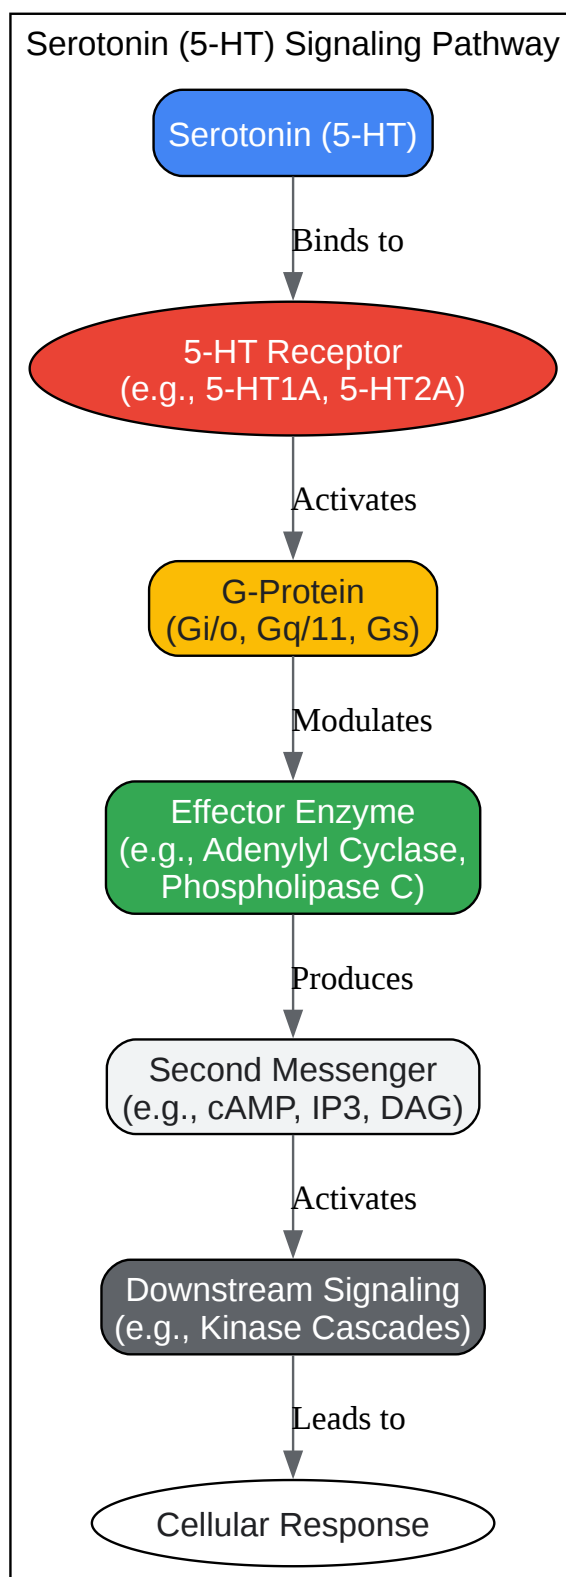 Serotonin (5-HT) Signaling Pathway
Serotonin (5-HT)
Binds to
5-HT Receptor
(e.g., 5-HT1A, 5-HT2A)
Activates
G-Protein
(Gi/o, Gq/11, Gs)
Modulates
Effector Enzyme
(e.g., Adenylyl Cyclase,
Phospholipase C)
Produces
Second Messenger
(e.g., cAMP, IP3, DAG)
Activates
Downstream Signaling
(e.g., Kinase Cascades)
Leads to
Cellular Response